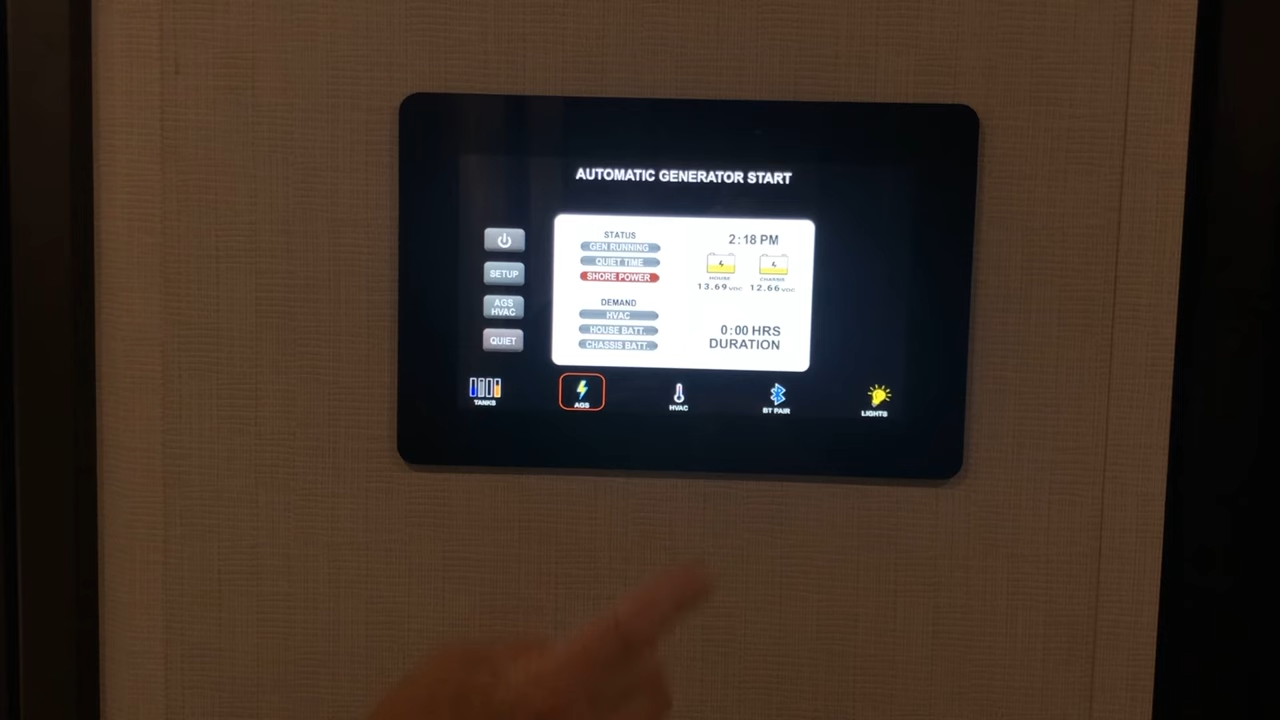 AUTOMATIC GENERATOR START
SETUP
AGS
HVAC
QUIET
STATUS
GEN RUNNING
QUIET TIME
SHORE POWER
DEMAND
HVAC
HOUSE BATT.
CHASSIS BATT.
2:18 PM
HOUSE CHASSIS
13.69 VDC 12.66 VDC
0:00 HRS
DURATION
TANKS AGS HVAC BT PAIR LIGHTS